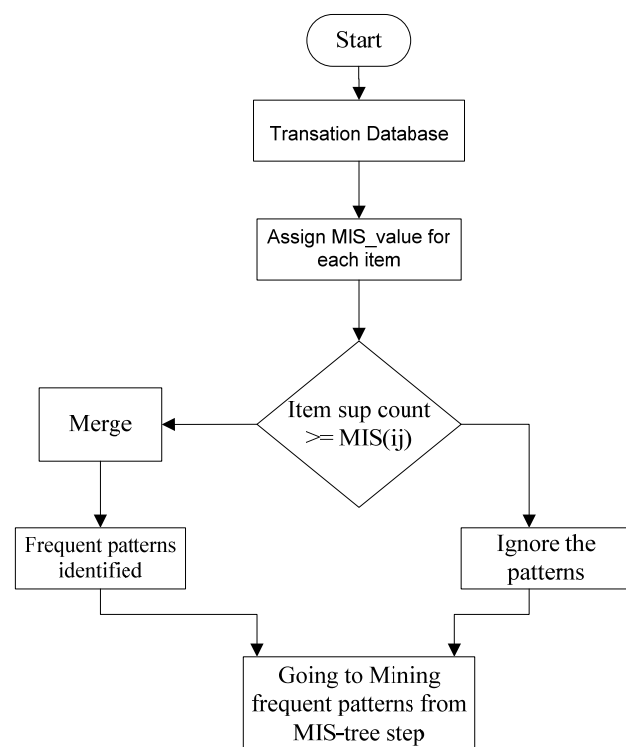 Start
Transation Database
Assign MIS_value for
each item
Item sup count
>= MIS(ij)
Merge
Frequent patterns
identified
Ignore the
patterns
Going to Mining
frequent patterns from
MIS-tree step